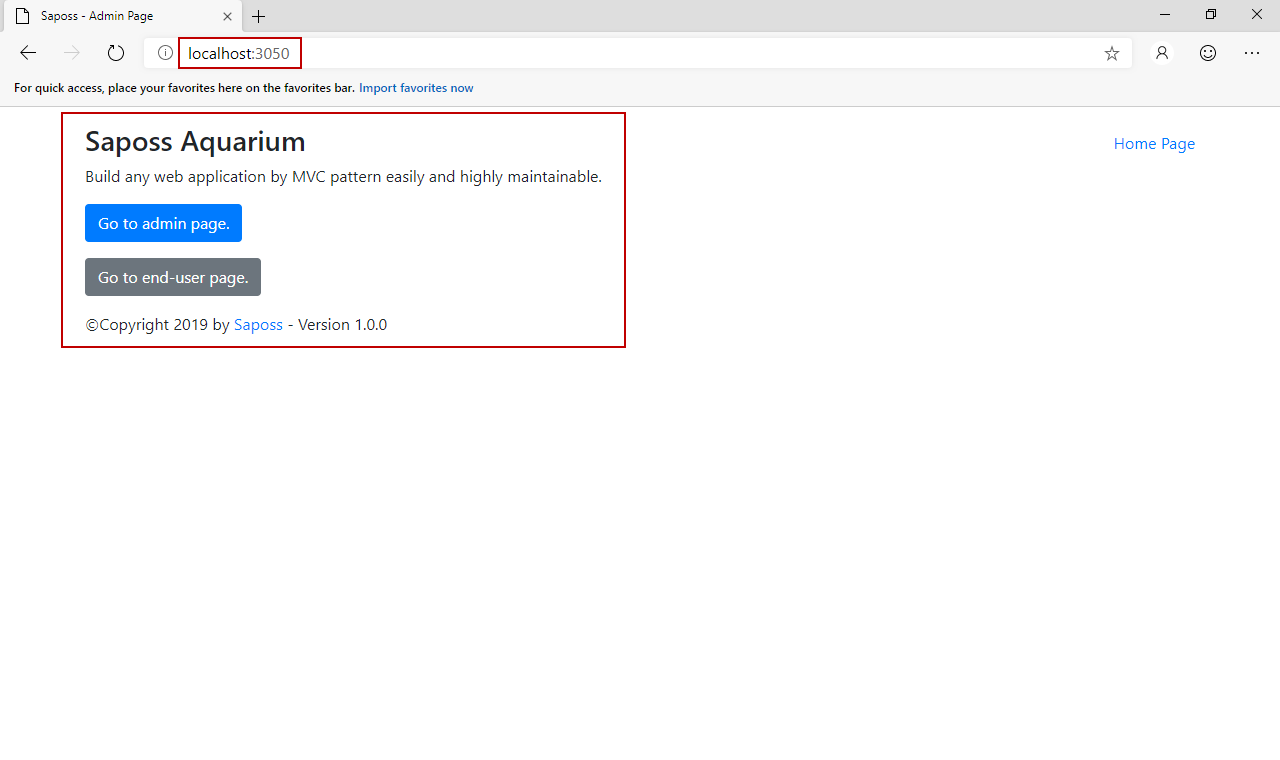 Saposs - Admin Page
localhost:3050
For quick access, place your favorites here on the favorites bar. Import favorites now
Saposs Aquarium
Home Page
Build any web application by MVC pattern easily and highly maintainable.
Go to admin page.
Go to end-user page.
©Copyright 2019 by Saposs - Version 1.0.0